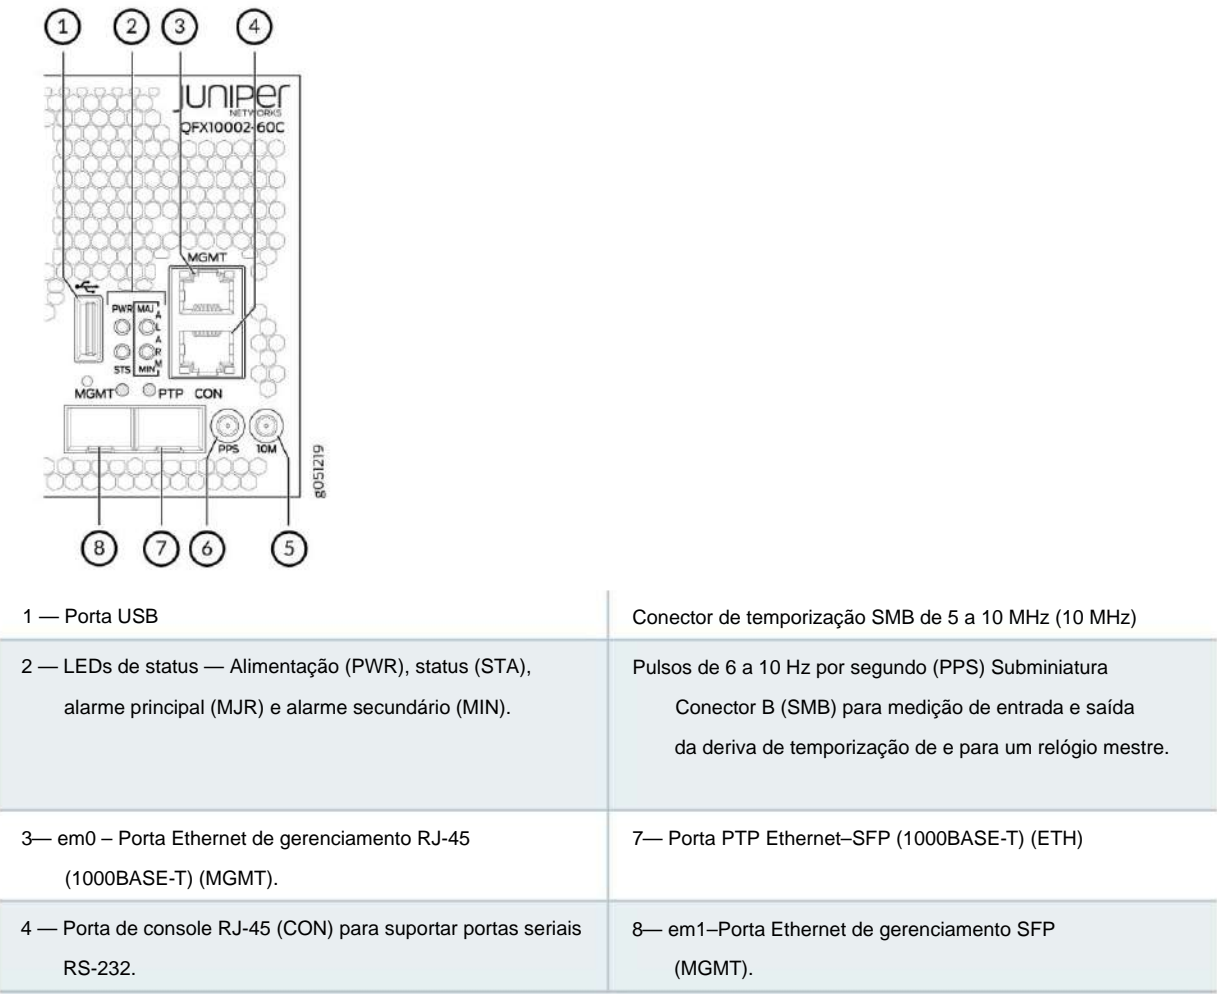 1 2 3 4
JUNIPEr
NETWORKS
QFX10002-60C
MGMT
PWR MAJ
ALARM
STS MIN
MGMT PTP CON
PPS 10M
g051219
8 7 6 5
1 — Porta USB
Conector de temporização SMB de 5 a 10 MHz (10 MHz)
2 — LEDs de status — Alimentação (PWR), status (STA),
alarme principal (MJR) e alarme secundário (MIN).
Pulsos de 6 a 10 Hz por segundo (PPS) Subminiatura
Conector B (SMB) para medição de entrada e saída
da deriva de temporização de e para um relógio mestre.
3— em0 – Porta Ethernet de gerenciamento RJ-45
(1000BASE-T) (MGMT).
7— Porta PTP Ethernet–SFP (1000BASE-T) (ETH)
4 — Porta de console RJ-45 (CON) para suportar portas seriais
RS-232.
8— em1–Porta Ethernet de gerenciamento SFP
(MGMT).